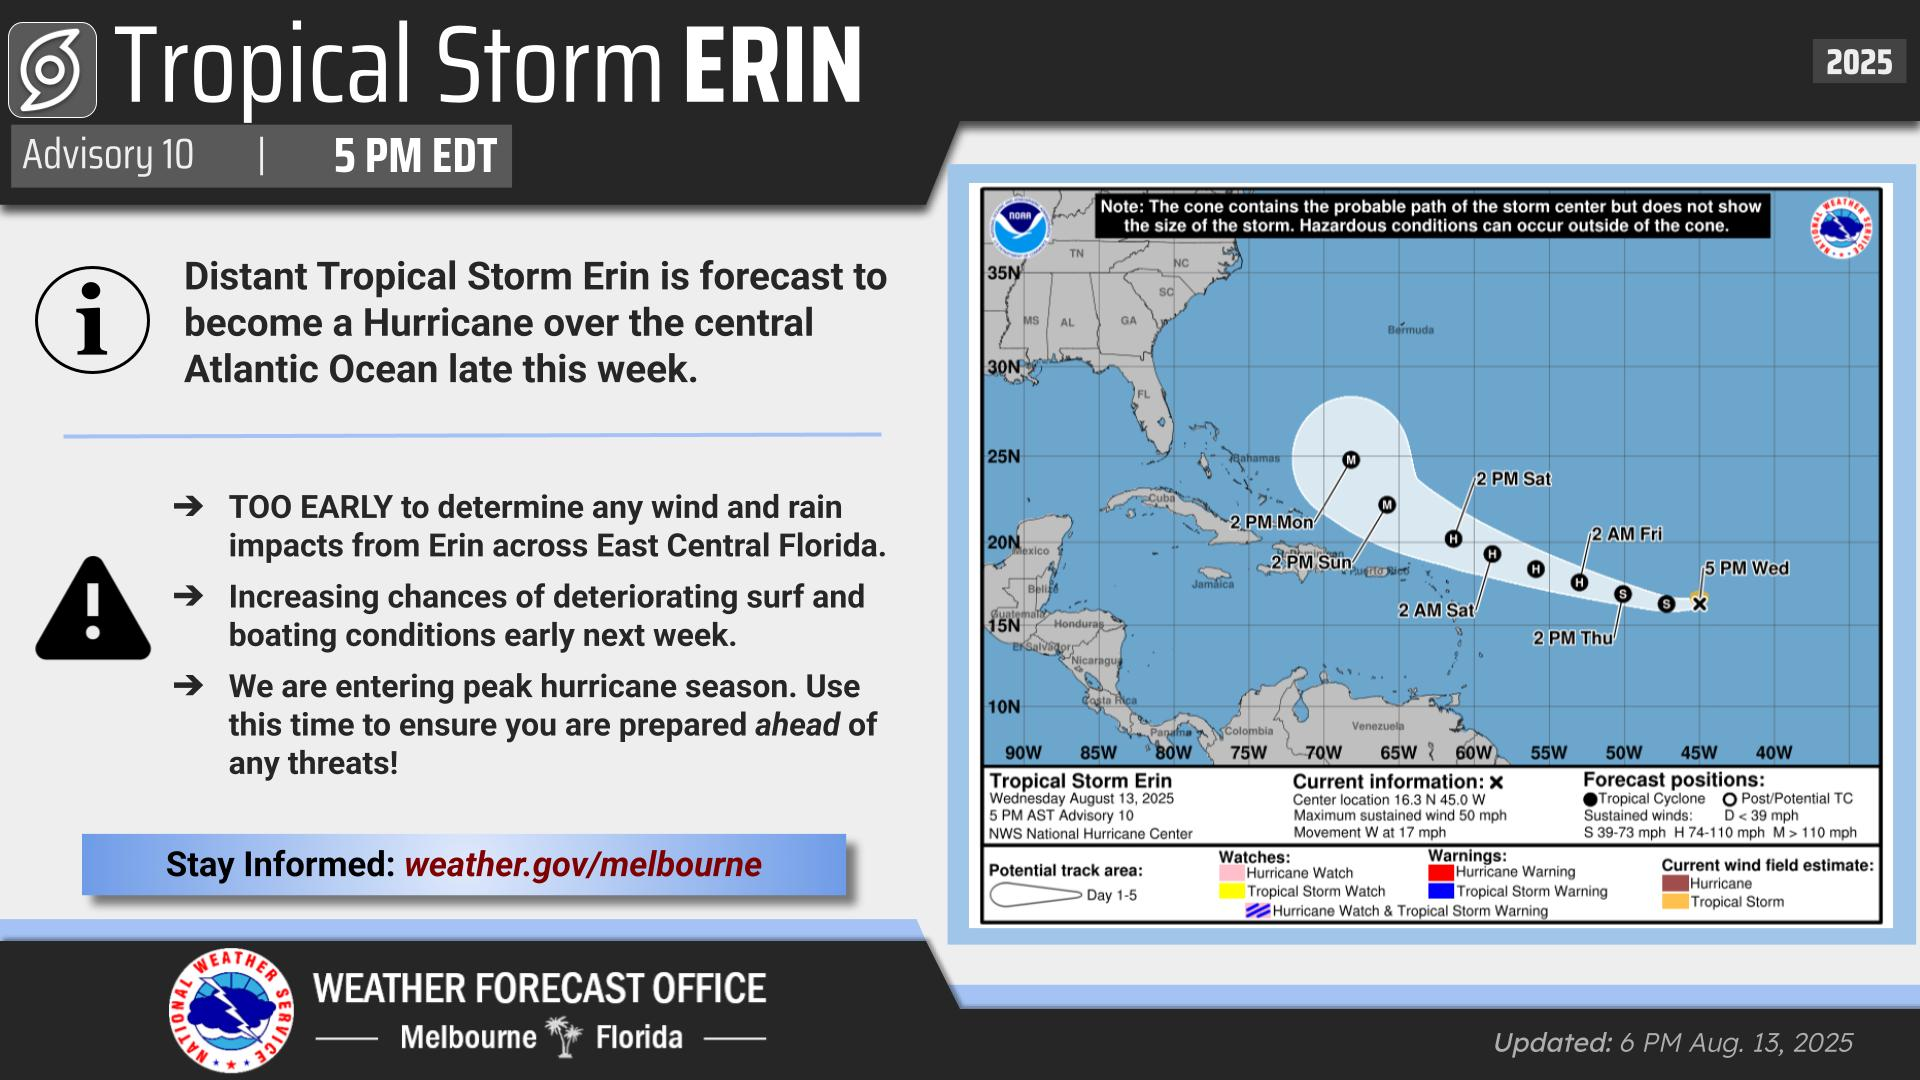 Tropical Storm ERIN
2025
Advisory 10 | 5 PM EDT
Distant Tropical Storm Erin is forecast to
become a Hurricane over the central
Atlantic Ocean late this week.
➔ TOO EARLY to determine any wind and rain
impacts from Erin across East Central Florida.
➔ Increasing chances of deteriorating surf and
boating conditions early next week.
➔ We are entering peak hurricane season. Use
this time to ensure you are prepared ahead of
any threats!
Stay Informed: weather.gov/melbourne
NATIONAL WEATHER SERVICE
WEATHER FORECAST OFFICE
Melbourne Florida
NOAA
Note: The cone contains the probable path of the storm center but does not show
the size of the storm. Hazardous conditions can occur outside of the cone.
NATIONAL WEATHER SERVICE
TN
NC
35N
SC
MS AL GA
Bermuda
30N
FL
25N
Bahamas
M
2 PM Sat
Cuba
M
2 PM Mon
H
2 AM Fri
20N
Mexico
H
2 PM Sun
Puerto Rico
H
5 PM Wed
Jamaica
H
Belize
S
S
2 AM Sat
Guatemala
15N
Honduras
2 PM Thu
El Salvador
Nicaragua
Costa Rica
10N
Panama
Colombia
Venezuela
90W 85W 80W 75W 70W 65W 60W 55W 50W 45W 40W
Tropical Storm Erin
Wednesday August 13, 2025
5 PM AST Advisory 10
NWS National Hurricane Center
Current information: x
Center location 16.3 N 45.0 W
Maximum sustained wind 50 mph
Movement W at 17 mph
Forecast positions:
Tropical Cyclone Post/Potential TC
Sustained winds: D < 39 mph
S 39-73 mph H 74-110 mph M > 110 mph
Potential track area:
Day 1-5
Watches:
Hurricane Watch
Tropical Storm Watch
Warnings:
Hurricane Warning
Tropical Storm Warning
Hurricane Watch & Tropical Storm Warning
Current wind field estimate:
Hurricane
Tropical Storm
Updated: 6 PM Aug. 13, 2025